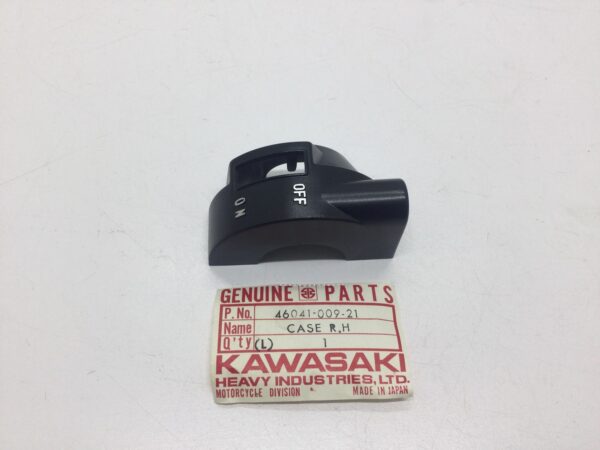 OFF
ON
GENUINE PARTS
P. No. 46041-009-21
Name CASE R,H
Q'ty (L) 1
KAWASAKI
HEAVY INDUSTRIES, LTD.
MOTORCYCLE DIVISION MADE IN JAPAN